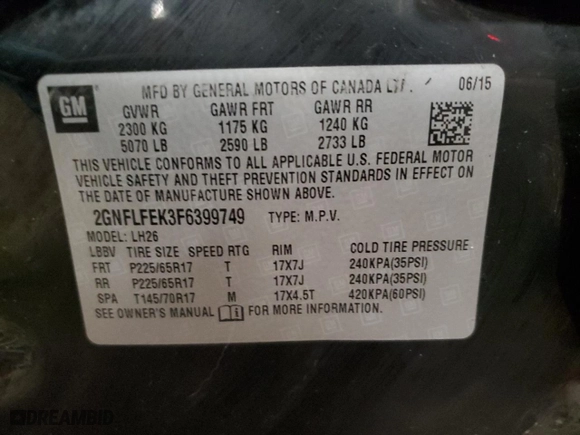 GM
MFD BY GENERAL MOTORS OF CANADA LTD. 06/15
GVWR GAWR FRT GAWR RR
2300 KG 1175 KG 1240 KG
5070 LB 2590 LB 2733 LB
THIS VEHICLE CONFORMS TO ALL APPLICABLE U.S. FEDERAL MOTOR
VEHICLE SAFETY AND THEFT PREVENTION STANDARDS IN EFFECT
ON THE DATE OF MANUFACTURE SHOWN ABOVE.
2GNFLFEK3F6399749 TYPE: M.P.V.
MODEL: LH26
LBBV TIRE SIZE SPEED RTG RIM COLD TIRE PRESSURE
FRT P225/65R17 T 17X7J 240KPA(35PSI)
RR P225/65R17 T 17X7J 240KPA(35PSI)
SPA T145/70R17 M 17X4.5T 420KPA(60PSI)
SEE OWNER'S MANUAL FOR MORE INFORMATION.
DREAMBID